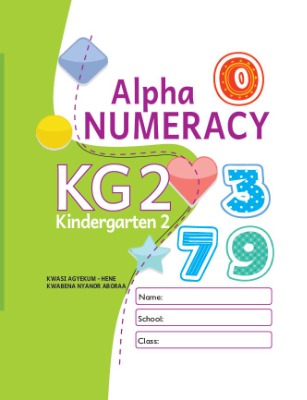 Alpha
0
NUMERACY
KG 2
Kindergarten 2
3
7 9
KWASI AGYEKUM - HENE
KWABENA NYANOR ABORAA
Name:
School:
Class: